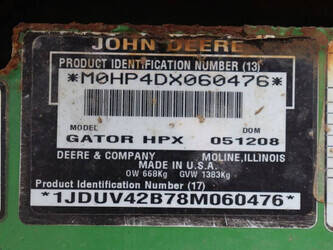 JOHN DEERE
PRODUCT IDENTIFICATION NUMBER (13)
*M0HP4DX060476*
MODEL DOM
GATOR HPX 051208
DEERE & COMPANY MOLINE, ILLINOIS
MADE IN U.S.A.
OW 668Kg GVW 1383Kg
Product Identification Number (17)
*1JDUV42B78M060476*